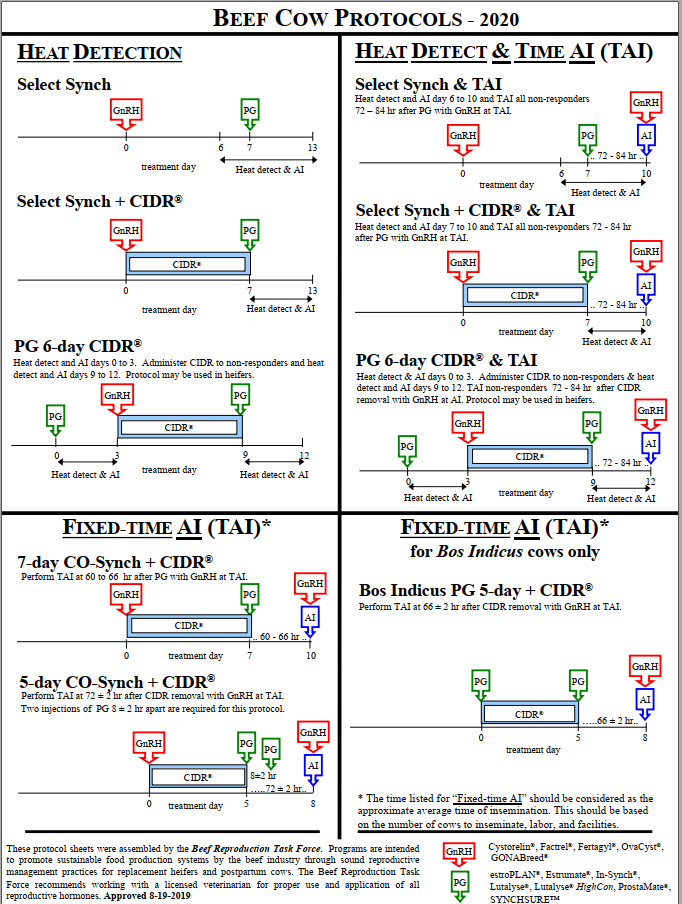 BEEF COW PROTOCOLS - 2020
HEAT DETECTION
Select Synch
GnRH
PG
0
6
7
13
treatment day
Heat detect & AI
Select Synch + CIDR®
GnRH
PG
CIDR®
0
7
13
treatment day
Heat detect & AI
PG 6-day CIDR®
Heat detect and AI days 0 to 3. Administer CIDR to non-responders and heat
detect and AI days 9 to 12. Protocol may be used in heifers.
PG
GnRH
PG
CIDR®
0
3
9
12
Heat detect & AI
treatment day
Heat detect & AI
HEAT DETECT & TIME AI (TAI)
Select Synch & TAI
Heat detect and AI day 6 to 10 and TAI all non-responders
72 – 84 hr after PG with GnRH at TAI.
GnRH
PG
GnRH
AI
.. 72 - 84 hr ..
0
6
7
10
treatment day
Heat detect & AI
Select Synch + CIDR® & TAI
Heat detect and AI day 7 to 10 and TAI all non-responders 72 - 84 hr
after PG with GnRH at TAI.
GnRH
PG
GnRH
AI
CIDR®
.. 72 - 84 hr ..
0
7
10
treatment day
Heat detect & AI
PG 6-day CIDR® & TAI
Heat detect & AI days 0 to 3. Administer CIDR to non-responders & heat
detect and AI days 9 to 12. TAI non-responders 72 - 84 hr after CIDR
removal with GnRH at AI. Protocol may be used in heifers.
PG
GnRH
PG
GnRH
AI
CIDR®
.. 72 - 84 hr ..
0
3
9
12
Heat detect & AI
treatment day
Heat detect & AI
FIXED-TIME AI (TAI)*
7-day CO-Synch + CIDR®
Perform TAI at 60 to 66 hr after PG with GnRH at TAI.
GnRH
PG
GnRH
AI
CIDR®
.. 60 - 66 hr ..
0
7
10
treatment day
5-day CO-Synch + CIDR®
Perform TAI at 72 ± 2 hr after CIDR removal with GnRH at TAI.
Two injections of PG 8 ± 2 hr apart are required for this protocol.
GnRH
PG
PG
GnRH
AI
CIDR®
8±2 hr
.....72 ± 2 hr..
0
5
8
treatment day
FIXED-TIME AI (TAI)*
for Bos Indicus cows only
Bos Indicus PG 5-day + CIDR®
Perform TAI at 66 ± 2 hr after CIDR removal with GnRH at TAI.
PG
PG
GnRH
AI
CIDR®
.....66 ± 2 hr..
0
5
8
treatment day
* The time listed for “Fixed-time AI” should be considered as the
approximate average time of insemination. This should be based
on the number of cows to inseminate, labor, and facilities.
These protocol sheets were assembled by the Beef Reproduction Task Force. Programs are intended
to promote sustainable food production systems by the beef industry through sound reproductive
management practices for replacement heifers and postpartum cows. The Beef Reproduction Task
Force recommends working with a licensed veterinarian for proper use and application of all
reproductive hormones. Approved 8-19-2019
GnRH
Cystorelin®, Factrel®, Fertagyl®, OvaCyst®,
GONABreed®
PG
estroPLAN®, Estrumate®, In-Synch®,
Lutalyse®, Lutalyse® HighCon, ProstaMate®,
SYNCHSURE™